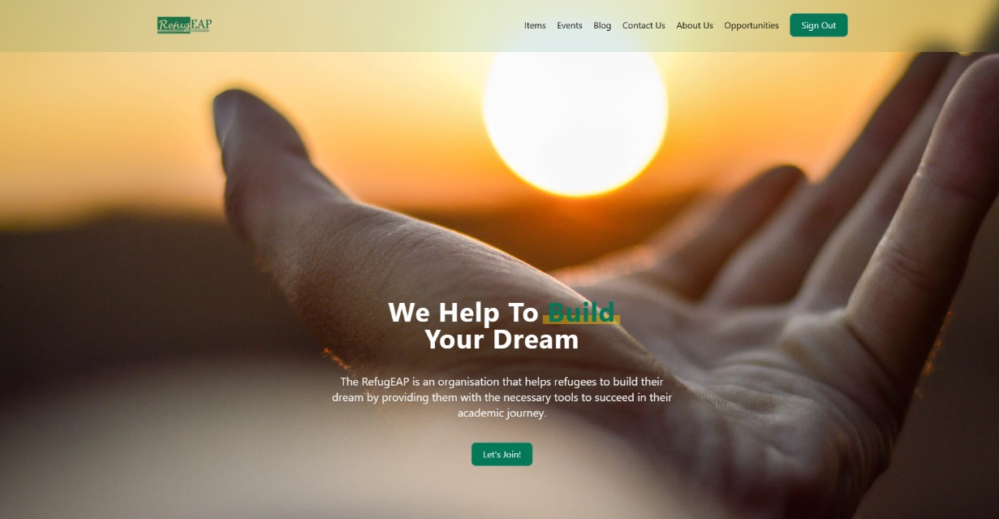 RefugEAP
Items
Events
Blog
Contact Us
About Us
Opportunities
Sign Out
We Help To Build
Your Dream
The RefugEAP is an organisation that helps refugees to build their
dream by providing them with the necessary tools to succeed in their
academic journey.
Let's Join!